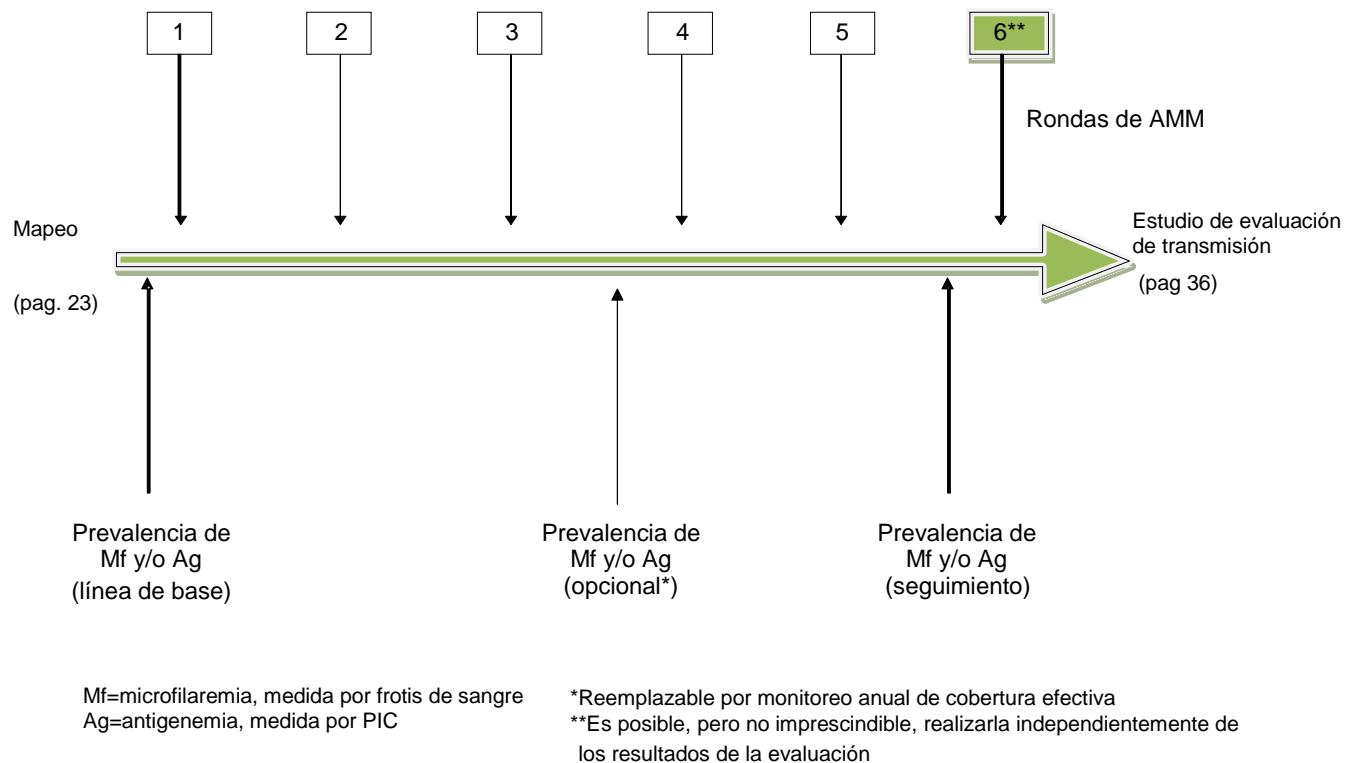 1 2 3 4 5 6**
Rondas de AMM
Mapeo
(pag. 23)
Estudio de evaluación
de transmisión
(pag 36)
Prevalencia de
Mf y/o Ag
(línea de base)
Prevalencia de
Mf y/o Ag
(opcional*)
Prevalencia de
Mf y/o Ag
(seguimiento)
Mf=microfilaremia, medida por frotis de sangre
Ag=antigenemia, medida por PIC
*Reemplazable por monitoreo anual de cobertura efectiva
**Es posible, pero no imprescindible, realizarla independientemente de
los resultados de la evaluación